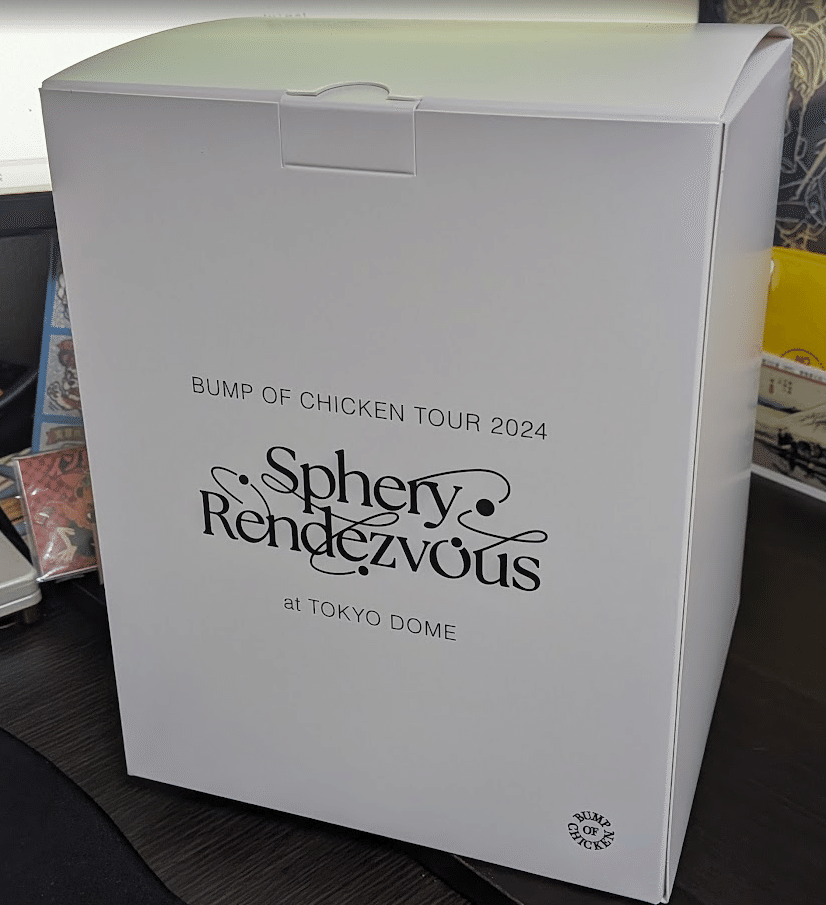 BUMP OF CHICKEN TOUR 2024
Sphery
Rendezvous
at TOKYO DOME
BUMP
OF
CHICKEN